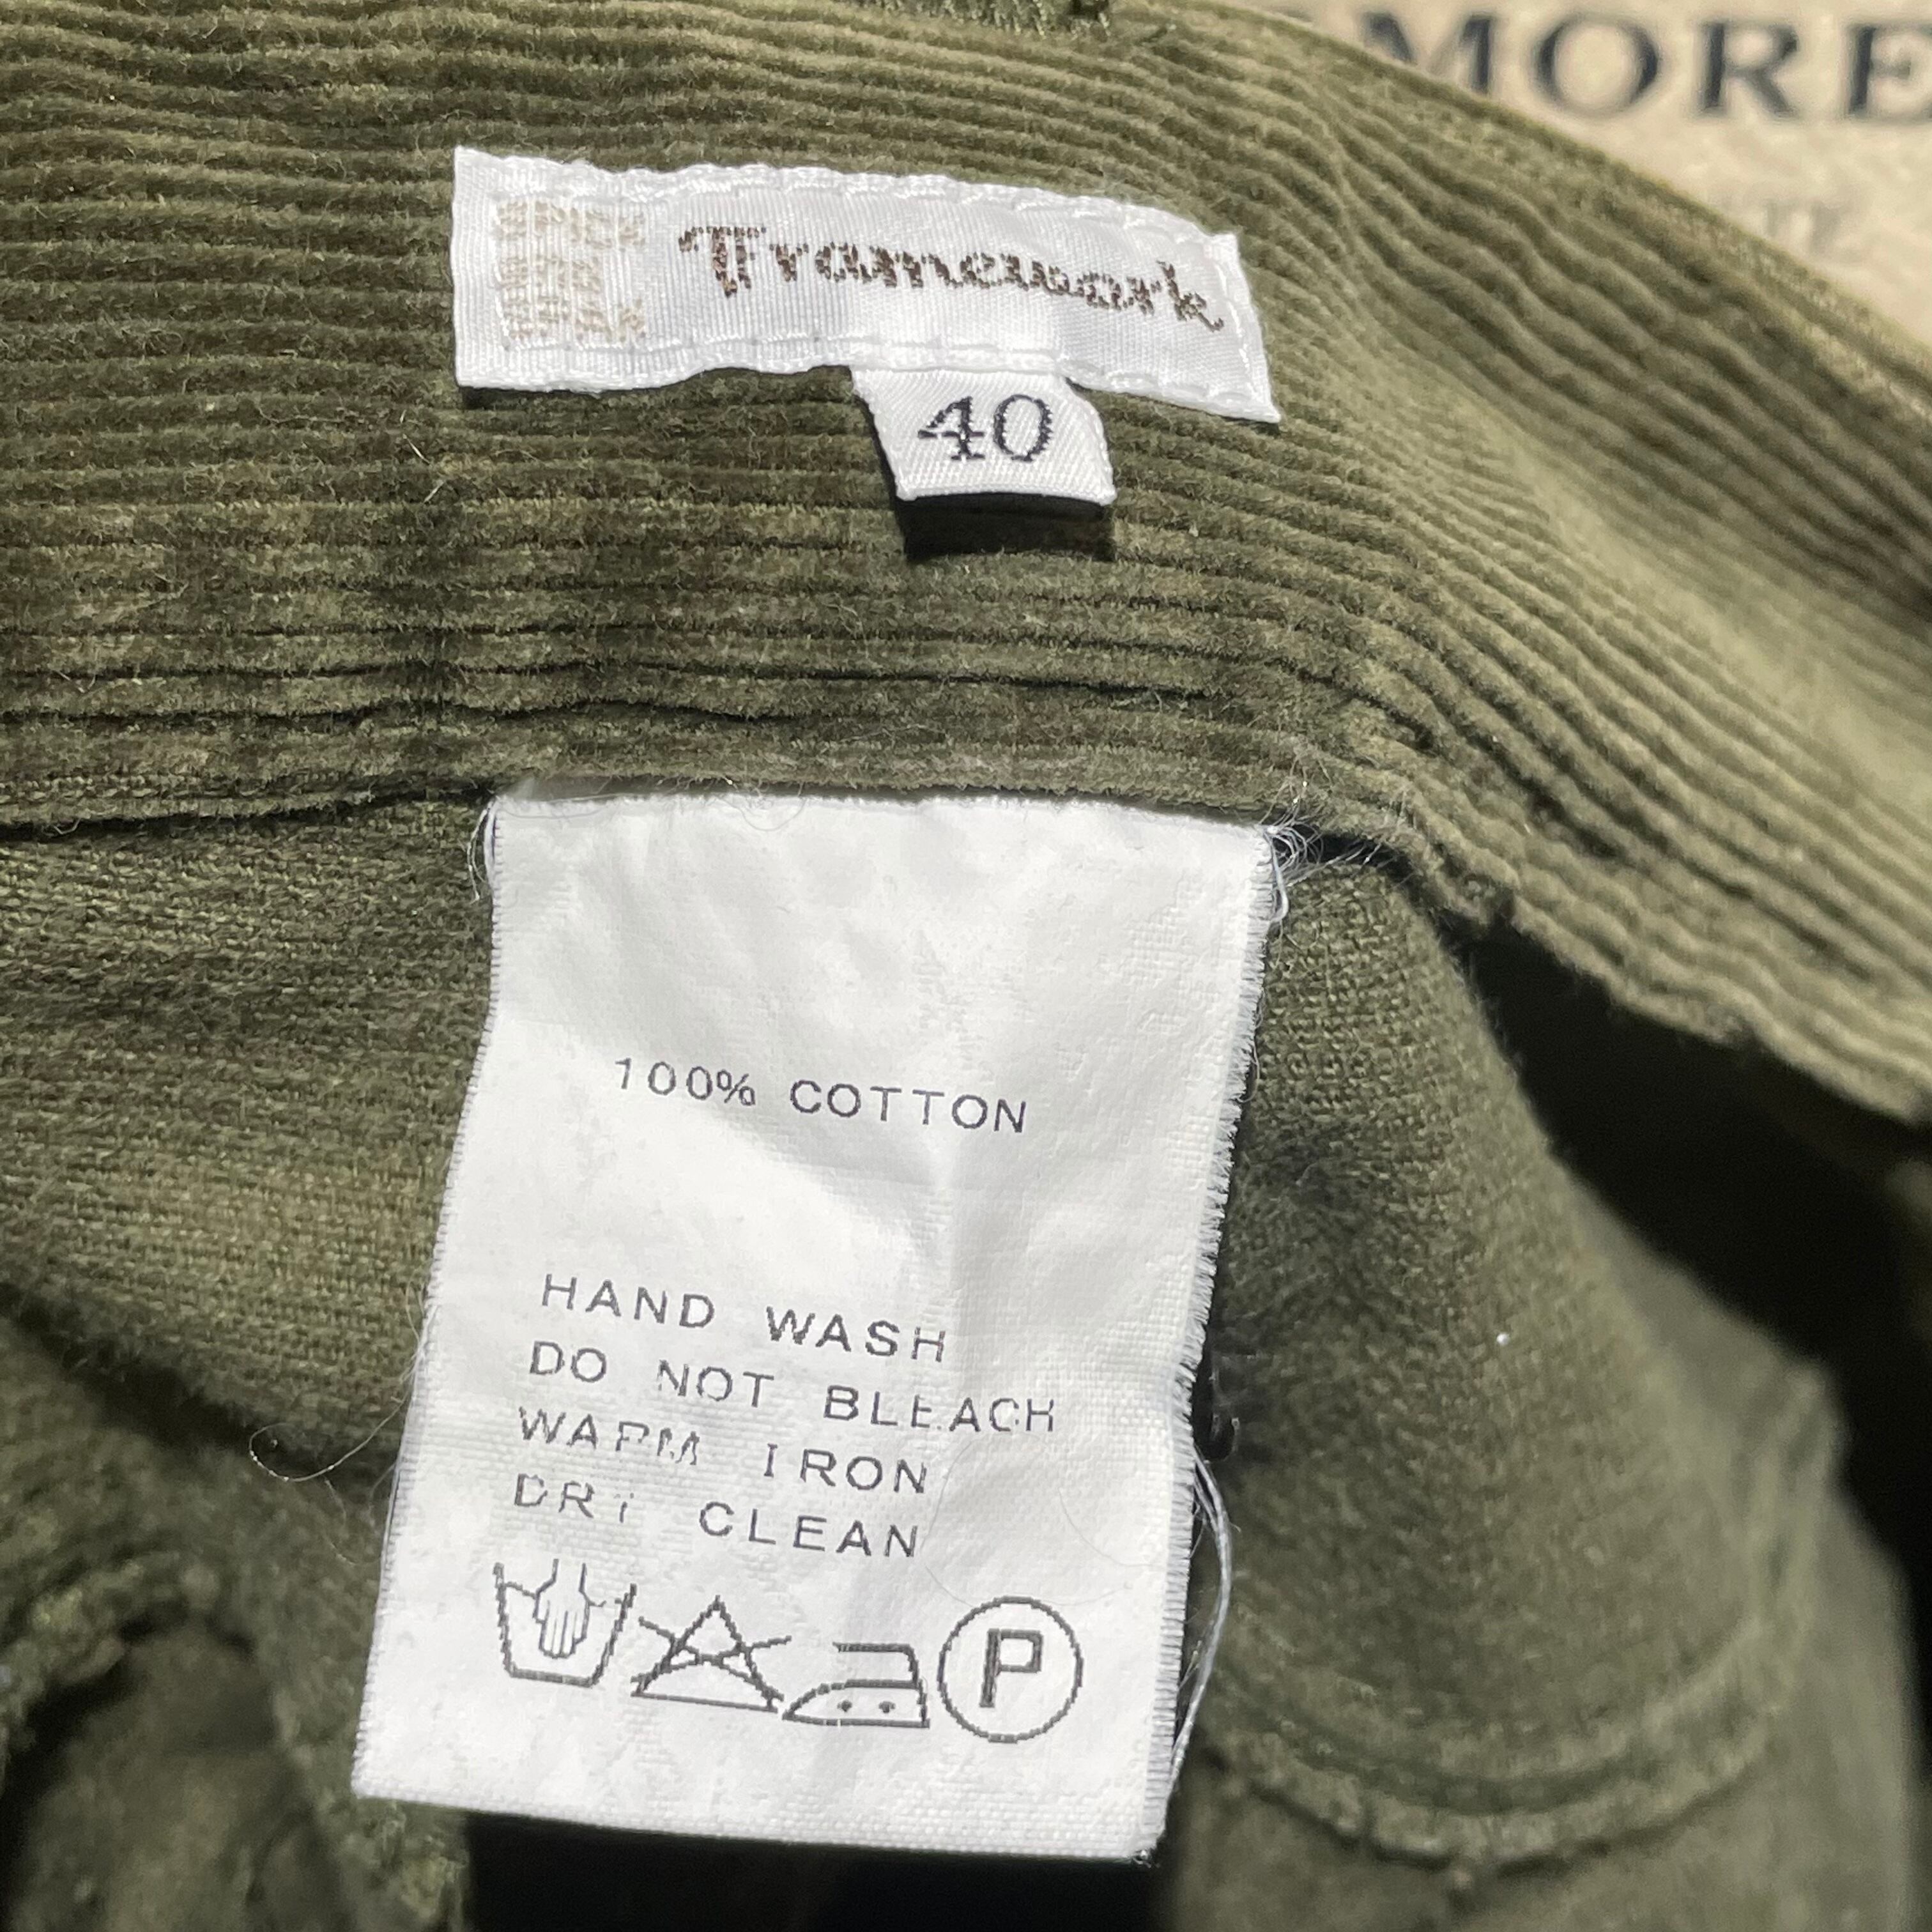 MORE
Framework
40
100% COTTON
HAND WASH
DO NOT BLEACH
WARM IRON
DRY CLEAN
P